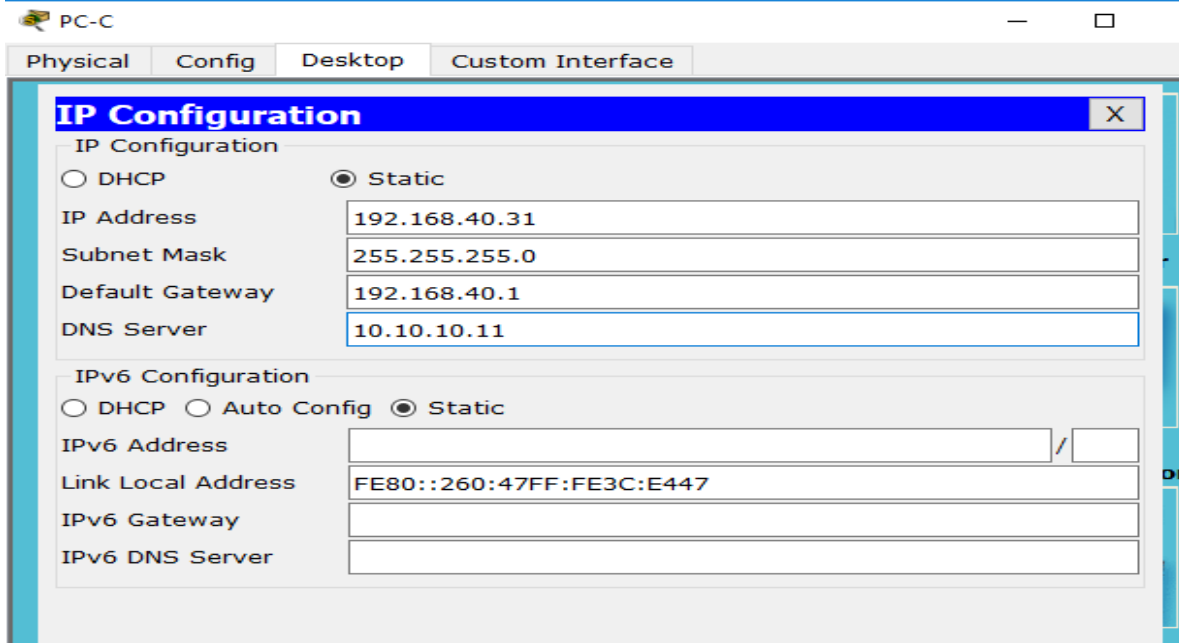 PC-C
Physical Config Desktop Custom Interface
IP Configuration X
IP Configuration
DHCP Static
IP Address 192.168.40.31
Subnet Mask 255.255.255.0
Default Gateway 192.168.40.1
DNS Server 10.10.10.11
IPv6 Configuration
DHCP Auto Config Static
IPv6 Address /
Link Local Address FE80::260:47FF:FE3C:E447
IPv6 Gateway
IPv6 DNS Server